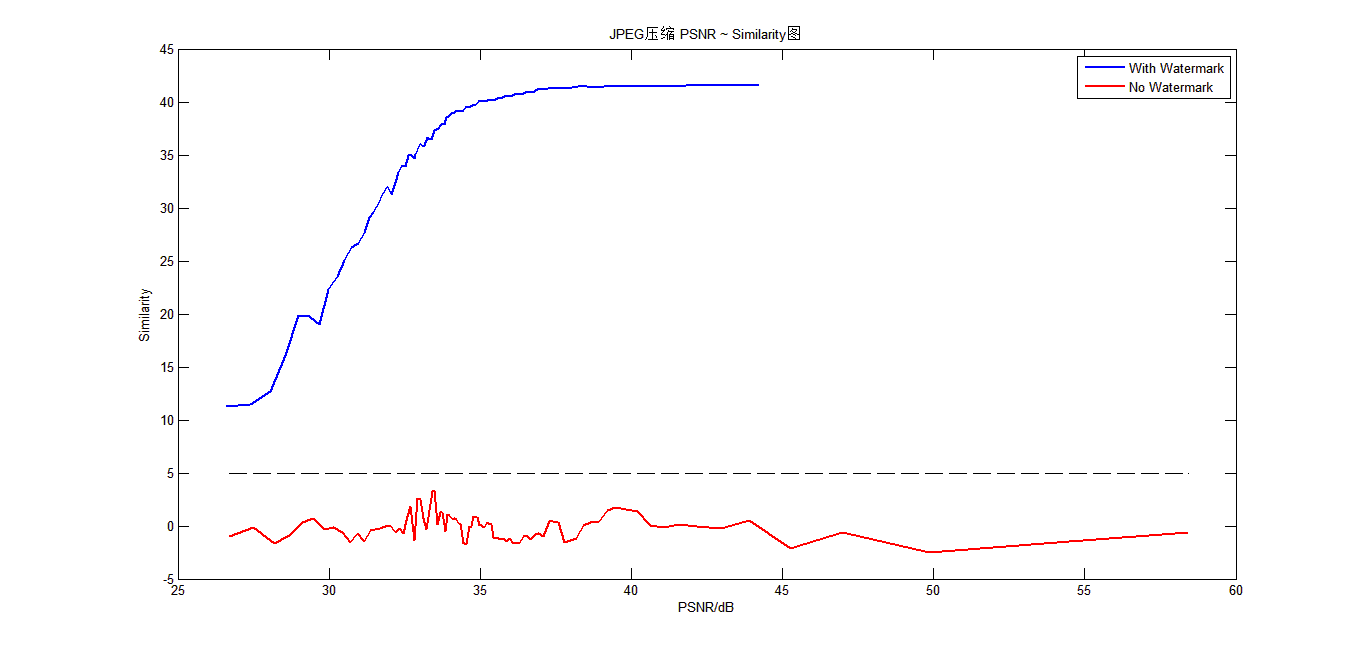 JPEG压缩 PSNR ~ Similarity图
With Watermark
No Watermark
45
40
35
30
25
20
15
10
5
0
-5
Similarity
25 30 35 40 45 50 55 60
PSNR/dB